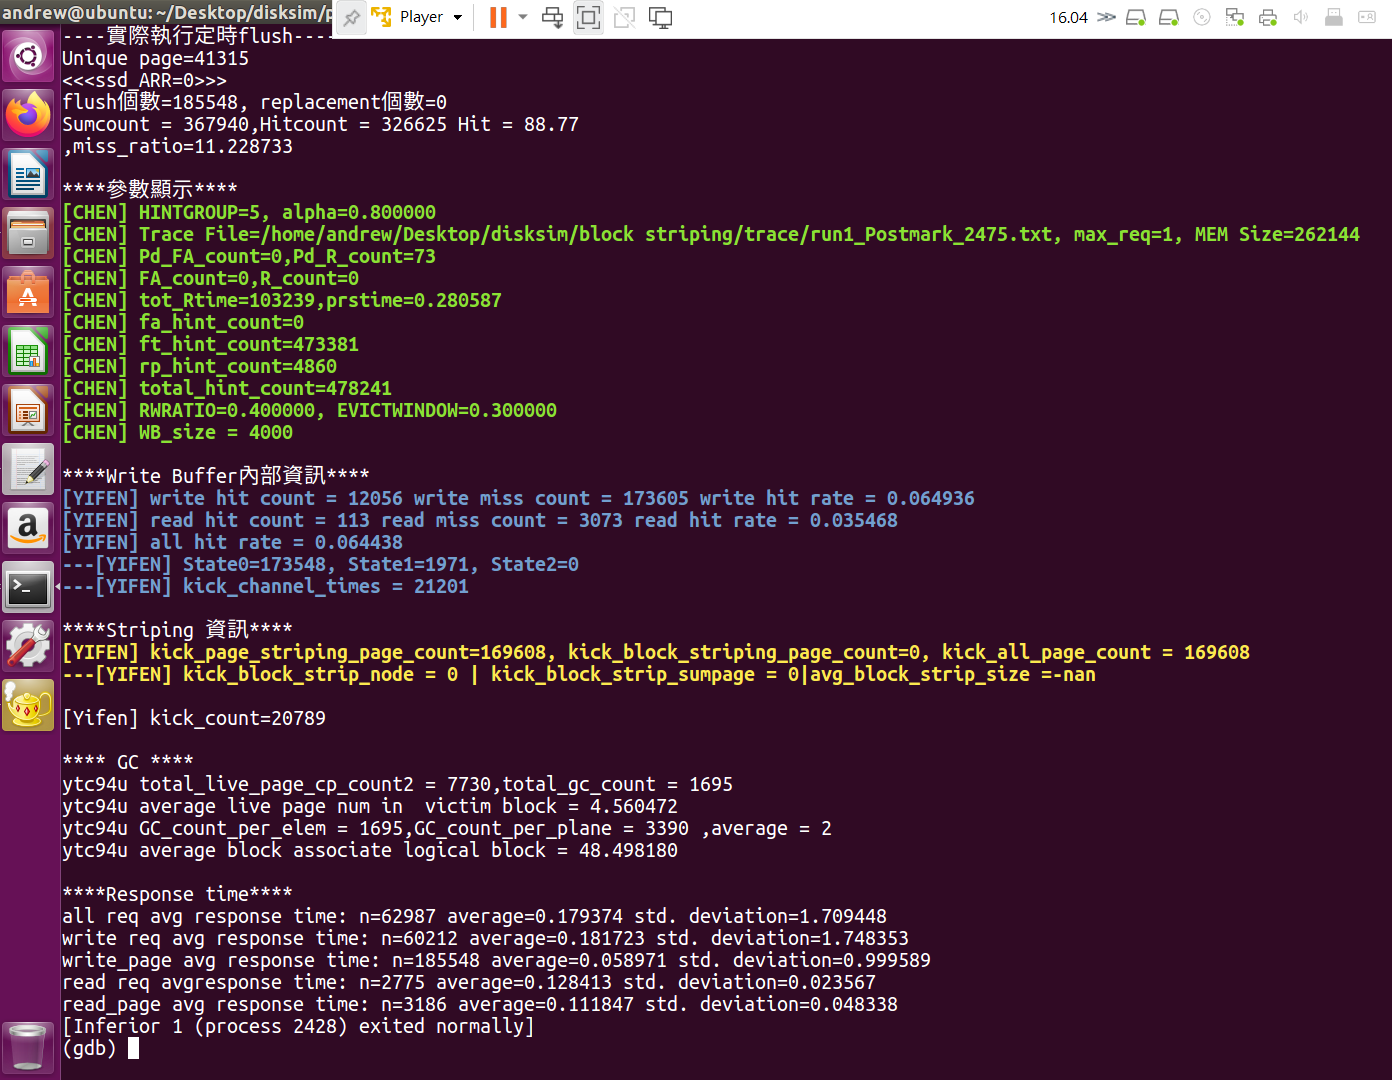 andrew@ubuntu: ~/Desktop/disksim/p
Player
16.04
----實際執行定時flush----
Unique page=41315
<<<ssd_ARR=0>>>
flush個數=185548, replacement個數=0
Sumcount = 367940,Hitcount = 326625 Hit = 88.77
,miss_ratio=11.228733
****參數顯示****
[CHEN] HINTGROUP=5, alpha=0.800000
[CHEN] Trace File=/home/andrew/Desktop/disksim/block striping/trace/run1_Postmark_2475.txt, max_req=1, MEM Size=262144
[CHEN] Pd_FA_count=0,Pd_R_count=73
[CHEN] FA_count=0,R_count=0
[CHEN] tot_Rtime=103239,prstime=0.280587
[CHEN] fa_hint_count=0
[CHEN] ft_hint_count=473381
[CHEN] rp_hint_count=4860
[CHEN] total_hint_count=478241
[CHEN] RWRATIO=0.400000, EVICTWINDOW=0.300000
[CHEN] WB_size = 4000
****Write Buffer內部資訊****
[YIFEN] write hit count = 12056 write miss count = 173605 write hit rate = 0.064936
[YIFEN] read hit count = 113 read miss count = 3073 read hit rate = 0.035468
[YIFEN] all hit rate = 0.064438
---[YIFEN] State0=173548, State1=1971, State2=0
---[YIFEN] kick_channel_times = 21201
****Striping 資訊****
[YIFEN] kick_page_striping_page_count=169608, kick_block_striping_page_count=0, kick_all_page_count = 169608
---[YIFEN] kick_block_strip_node = 0 | kick_block_strip_sumpage = 0|avg_block_strip_size =-nan
[Yifen] kick_count=20789
**** GC ****
ytc94u total_live_page_cp_count2 = 7730,total_gc_count = 1695
ytc94u average live page num in  victim block = 4.560472
ytc94u GC_count_per_elem = 1695,GC_count_per_plane = 3390 ,average = 2
ytc94u average block associate logical block = 48.498180
****Response time****
all req avg response time: n=62987 average=0.179374 std. deviation=1.709448
write req avg response time: n=60212 average=0.181723 std. deviation=1.748353
write_page avg response time: n=185548 average=0.058971 std. deviation=0.999589
read req avgresponse time: n=2775 average=0.128413 std. deviation=0.023567
read_page avg response time: n=3186 average=0.111847 std. deviation=0.048338
[Inferior 1 (process 2428) exited normally]
(gdb)